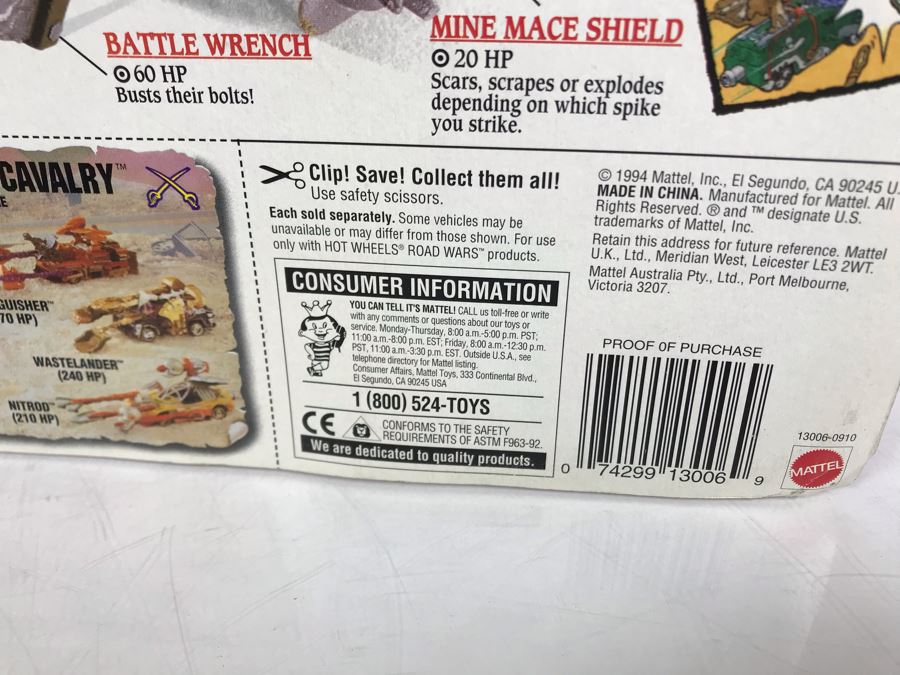 BATTLE WRENCH
60 HP
Busts their bolts!
MINE MACE SHIELD
20 HP
Scars, scrapes or explodes
depending on which spike
you strike.
CAVALRY™
GUISHER™
70 HP)
WASTELANDER™
(240 HP)
NITROD™
(210 HP)
Clip! Save! Collect them all!
Use safety scissors.
Each sold separately. Some vehicles may be
unavailable or may differ from those shown. For use
only with HOT WHEELS® ROAD WARS™ products.
CONSUMER INFORMATION
YOU CAN TELL IT'S MATTEL! CALL us toll-free or write
with any comments or questions about our toys or
service. Monday-Thursday, 8:00 a.m.-5:00 p.m. PST;
11:00 a.m.-8:00 p.m. EST; Friday, 8:00 a.m.-12:30 p.m.
PST, 11:00 a.m.-3:30 p.m. EST. Outside U.S.A., see
telephone directory for Mattel listing.
Consumer Affairs, Mattel Toys, 333 Continental Blvd.,
El Segundo, CA 90245 USA
1 (800) 524-TOYS
CE
CONFORMS TO THE SAFETY
REQUIREMENTS OF ASTM F963-92.
We are dedicated to quality products.
© 1994 Mattel, Inc., El Segundo, CA 90245 U.
MADE IN CHINA. Manufactured for Mattel. All
Rights Reserved. ® and ™ designate U.S.
trademarks of Mattel, Inc.
Retain this address for future reference. Mattel
U.K., Ltd., Meridian West, Leicester LE3 2WT.
Mattel Australia Pty., Ltd., Port Melbourne,
Victoria 3207.
PROOF OF PURCHASE
0 74299 13006 9
13006-0910
MATTEL